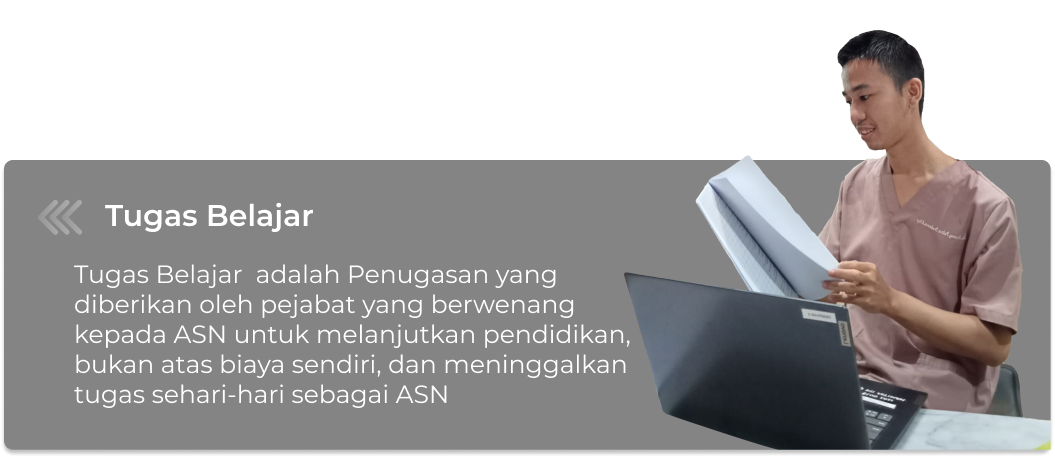 Tugas Belajar
Tugas Belajar  adalah Penugasan yang
diberikan oleh pejabat yang berwenang
kepada ASN untuk melanjutkan pendidikan,
bukan atas biaya sendiri, dan meninggalkan
tugas sehari-hari sebagai ASN